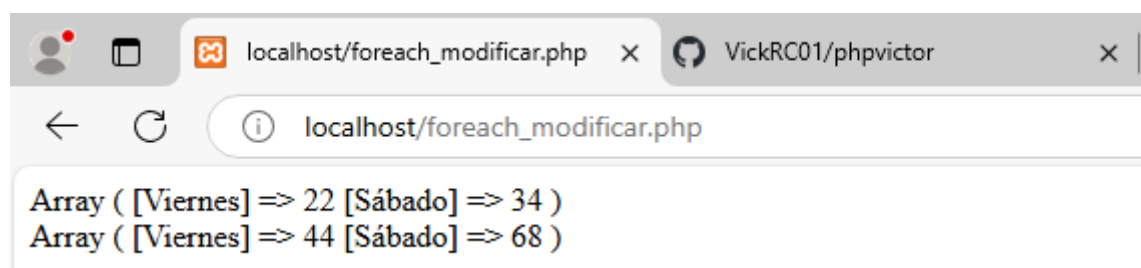 localhost/foreach_modificar.php VickRC01/phpvictor
localhost/foreach_modificar.php
Array ( [Viernes] => 22 [Sábado] => 34 )
Array ( [Viernes] => 44 [Sábado] => 68 )